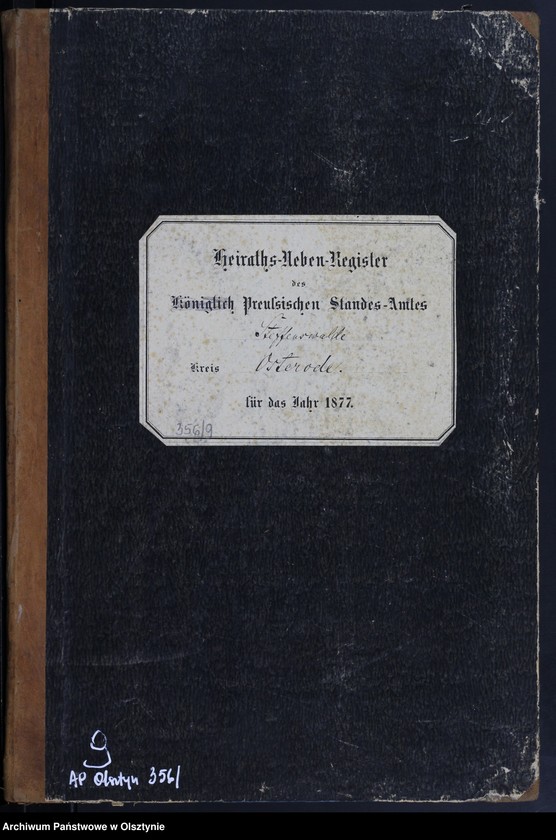 Heiraths-Neben-Register
des
Königlich Preußischen Standes-Amtes
Steffenswalde
Kreis Osterode.
für das Jahr 1877.
356/9
9
AP Olsztyn 356/
Archiwum Państwowe w Olsztynie